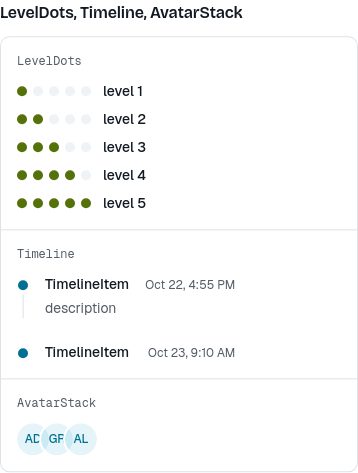 LevelDots, Timeline, AvatarStack
LevelDots
level 1
level 2
level 3
level 4
level 5
Timeline
TimelineItem Oct 22, 4:55 PM
description
TimelineItem Oct 23, 9:10 AM
AvatarStack
AD GF AL